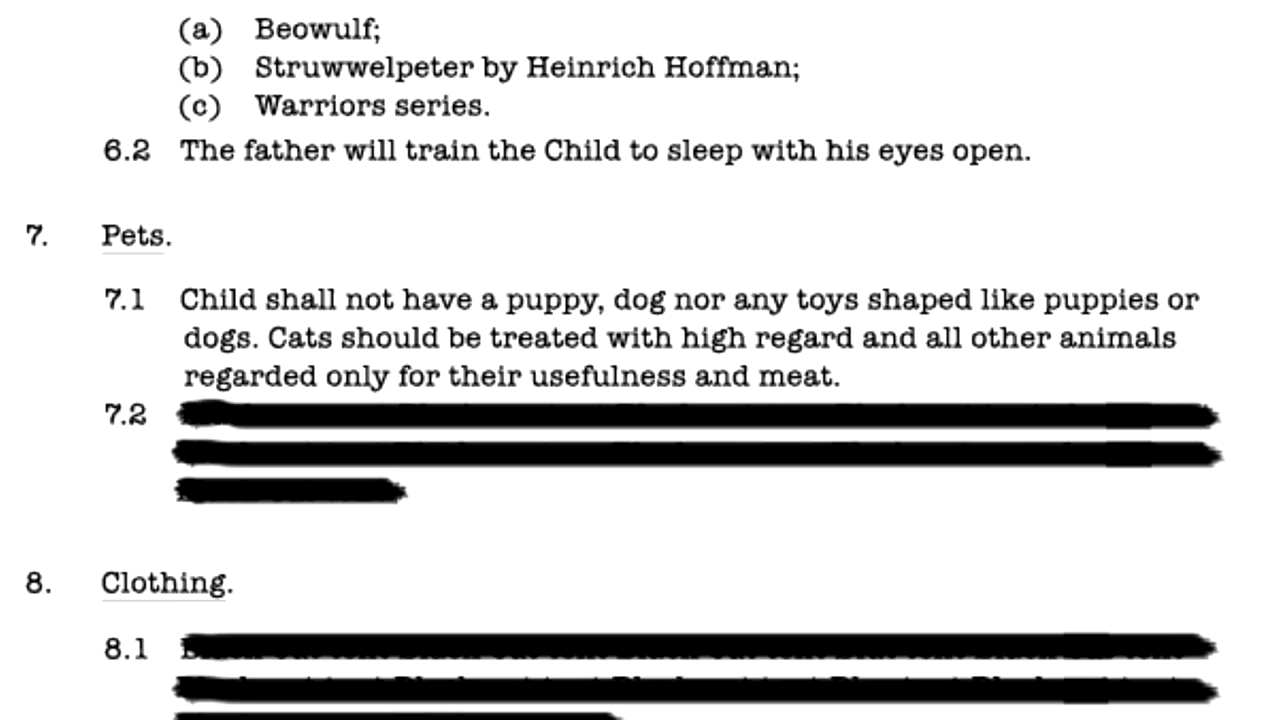 (a) Beowulf;
(b) Struwwelpeter by Heinrich Hoffman;
(c) Warriors series.
6.2 The father will train the Child to sleep with his eyes open.
7. Pets.
7.1 Child shall not have a puppy, dog nor any toys shaped like puppies or
dogs. Cats should be treated with high regard and all other animals
regarded only for their usefulness and meat.
7.2
8. Clothing.
8.1